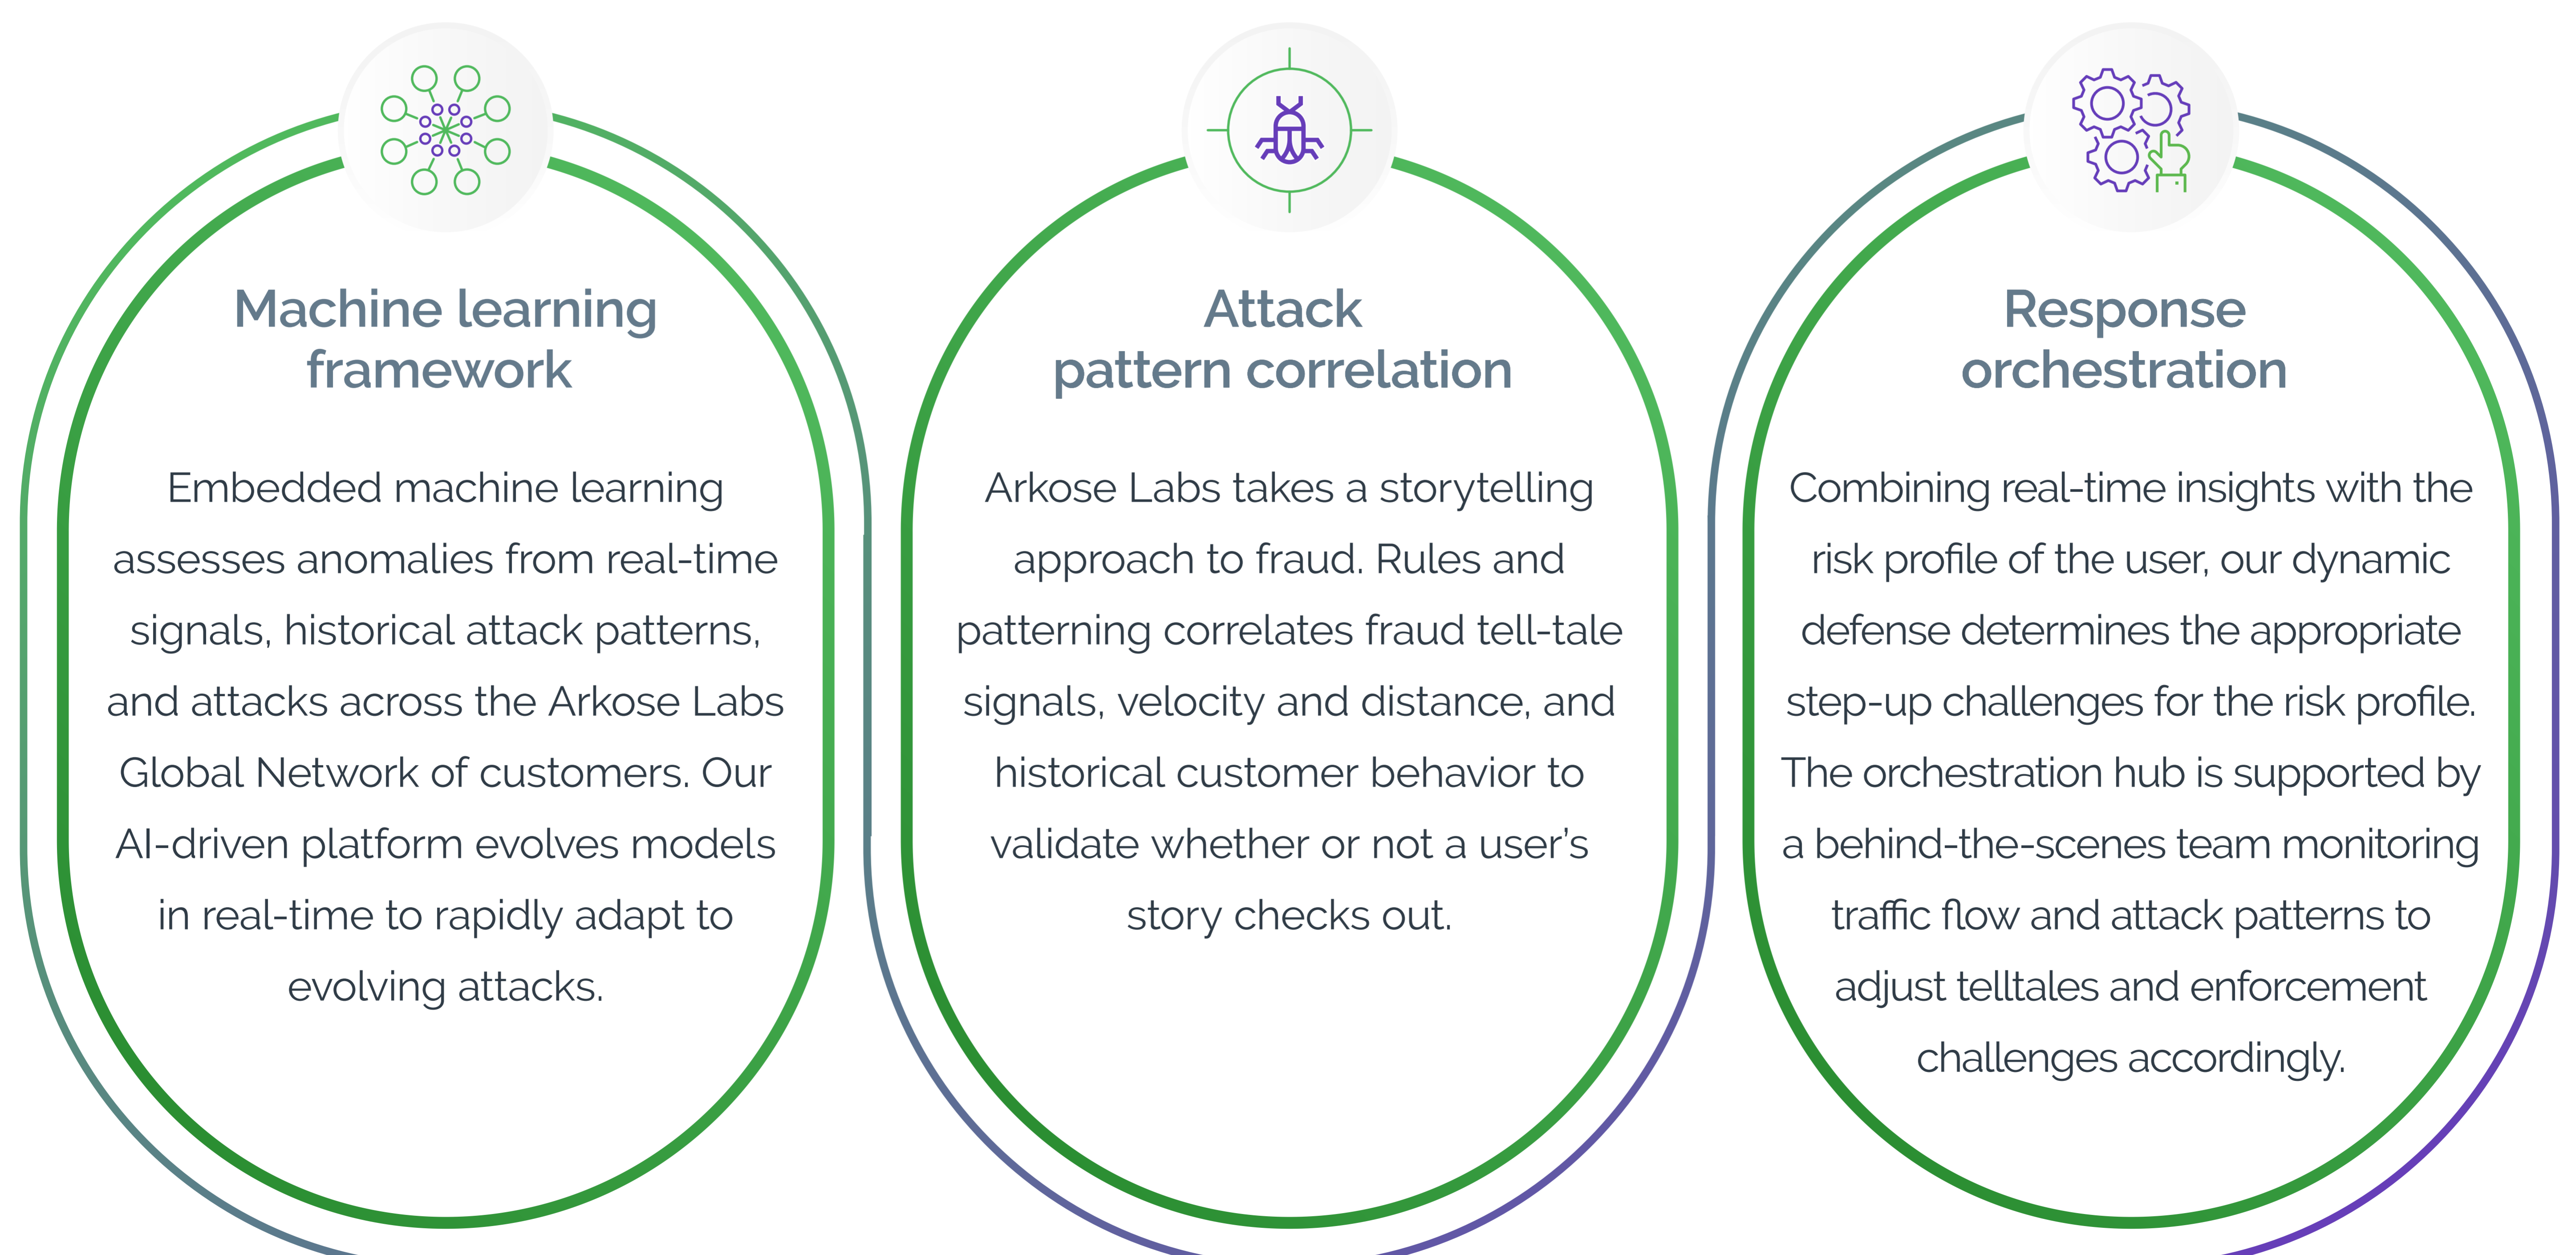 Machine learning
framework
Embedded machine learning
assesses anomalies from real-time
signals, historical attack patterns,
and attacks across the Arkose Labs
Global Network of customers. Our
AI-driven platform evolves models
in real-time to rapidly adapt to
evolving attacks.
Attack
pattern correlation
Arkose Labs takes a storytelling
approach to fraud. Rules and
patterning correlates fraud tell-tale
signals, velocity and distance, and
historical customer behavior to
validate whether or not a user’s
story checks out.
Response
orchestration
Combining real-time insights with the
risk profile of the user, our dynamic
defense determines the appropriate
step-up challenges for the risk profile.
The orchestration hub is supported by
a behind-the-scenes team monitoring
traffic flow and attack patterns to
adjust telltales and enforcement
challenges accordingly.